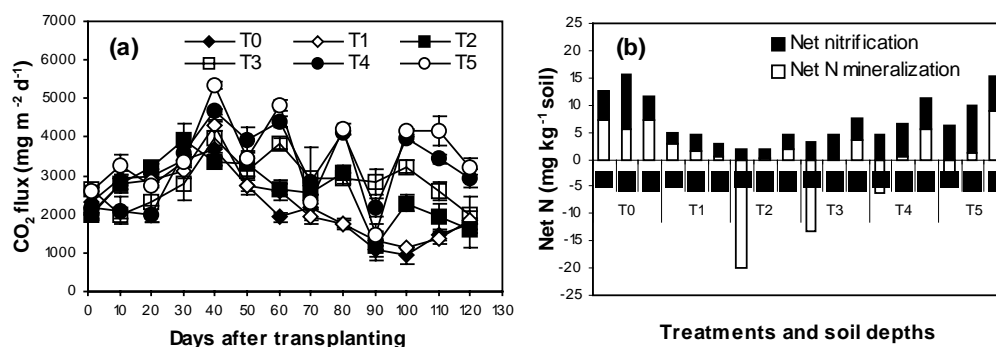 (a)
T0 T1 T2
T3 T4 T5
7000
6000
5000
4000
3000
2000
1000
0
CO2 flux (mg m -2 d-1)
0 10 20 30 40 50 60 70 80 90 100 110 120 130
Days after transplanting
(b)
Net nitrification
Net N mineralization
25
20
15
10
5
0
-5
-10
-15
-20
-25
Net N (mg kg-1soil)
T0 T1 T2 T3 T4 T5
Treatments and soil depths